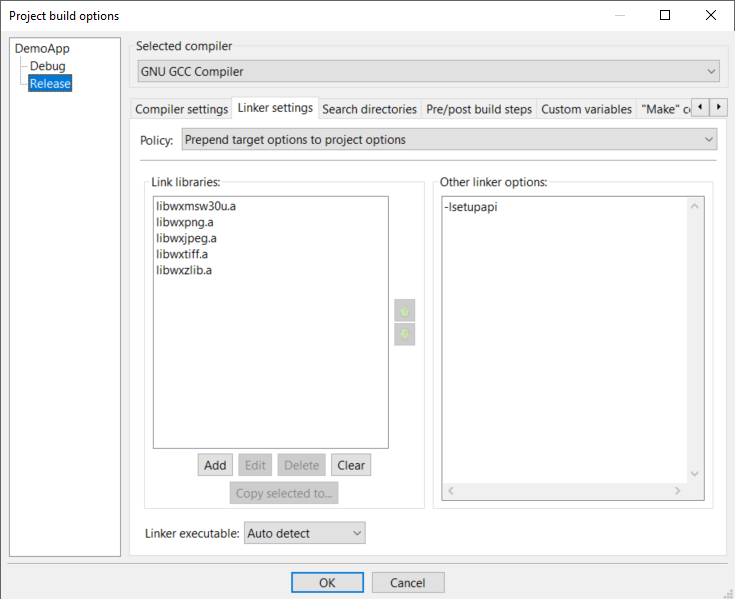 Project build options
DemoApp
Debug
Release
Selected compiler
GNU GCC Compiler
Compiler settings
Linker settings
Search directories
Pre/post build steps
Custom variables
"Make" co
Policy:
Prepend target options to project options
Link libraries:
libwxmsw30u.a
libwxpng.a
libwxjpeg.a
libwxtiff.a
libwxzlib.a
Add
Edit
Delete
Clear
Copy selected to...
Other linker options:
-lsetupapi
Linker executable:
Auto detect
OK
Cancel